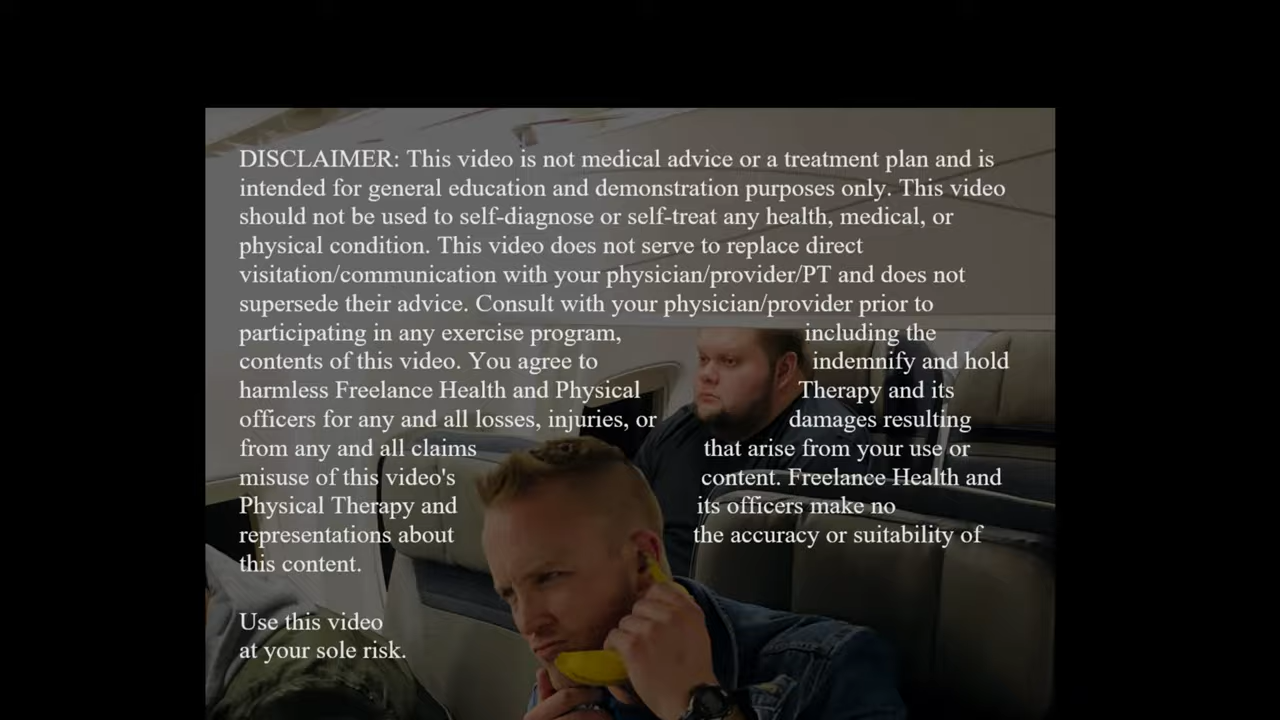 DISCLAIMER: This video is not medical advice or a treatment plan and is
intended for general education and demonstration purposes only. This video
should not be used to self-diagnose or self-treat any health, medical, or
physical condition. This video does not serve to replace direct
visitation/communication with your physician/provider/PT and does not
supersede their advice. Consult with your physician/provider prior to
participating in any exercise program, including the
contents of this video. You agree to indemnify and hold
harmless Freelance Health and Physical Therapy and its
officers for any and all losses, injuries, or damages resulting
from any and all claims that arise from your use or
misuse of this video's content. Freelance Health and
Physical Therapy and its officers make no
representations about the accuracy or suitability of
this content.
Use this video
at your sole risk.